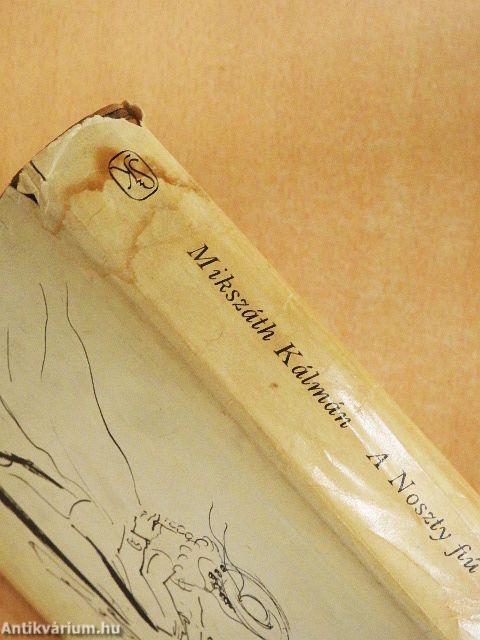 Mikszáth Kálmán A Noszty fiú
Antikvárium.hu